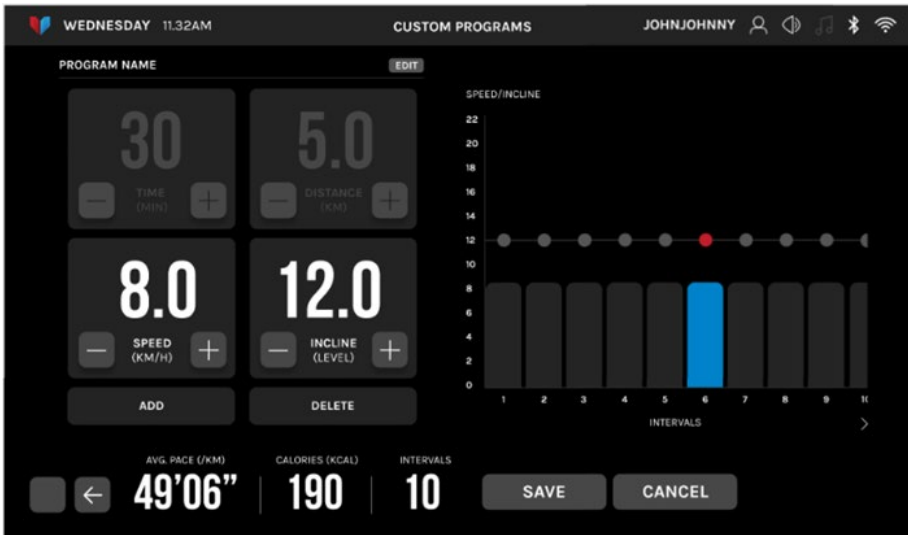 WEDNESDAY 11.32AM
CUSTOM PROGRAMS
JOHNJOHNNY
PROGRAM NAME
EDIT
30
TIME
(MIN)
5.0
DISTANCE
(KM)
8.0
SPEED
(KM/H)
12.0
INCLINE
(LEVEL)
ADD
DELETE
SPEED/INCLINE
22
20
18
16
14
12
10
8
6
4
2
0
1 2 3 4 5 6 7 8 9
INTERVALS
AVG. PACE (/KM)
49’06”
CALORIES (KCAL)
190
INTERVALS
10
SAVE
CANCEL